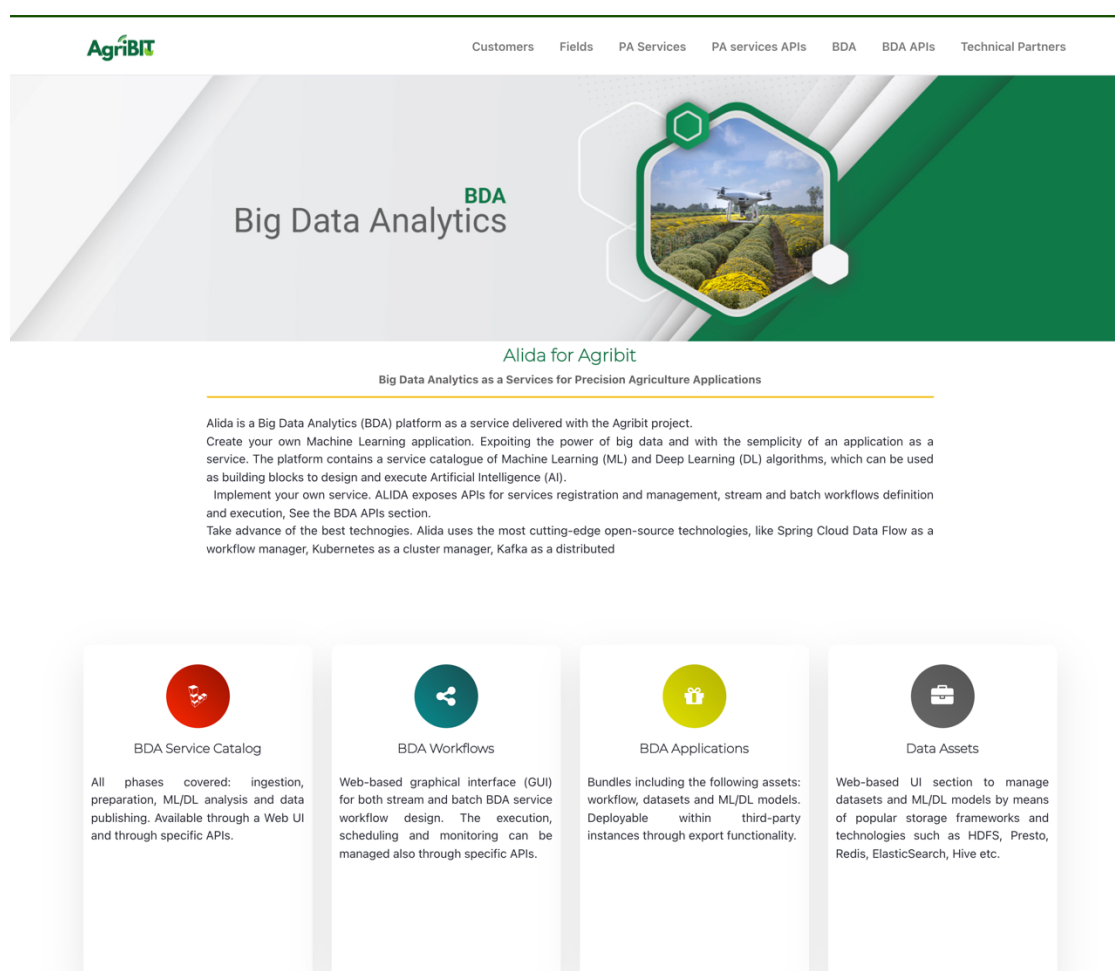 AgriBIT
Customers Fields PA Services PA services APIs BDA BDA APIs Technical Partners
BDA
Big Data Analytics
Alida for Agribit
Big Data Analytics as a Services for Precision Agriculture Applications
Alida is a Big Data Analytics (BDA) platform as a service delivered with the Agribit project.
Create your own Machine Learning application. Expoiting the power of big data and with the semplicity of an application as a
service. The platform contains a service catalogue of Machine Learning (ML) and Deep Learning (DL) algorithms, which can be used
as building blocks to design and execute Artificial Intelligence (AI).
Implement your own service. ALIDA exposes APIs for services registration and management, stream and batch workflows definition
and execution, See the BDA APIs section.
Take advance of the best technogies. Alida uses the most cutting-edge open-source technologies, like Spring Cloud Data Flow as a
workflow manager, Kubernetes as a cluster manager, Kafka as a distributed
BDA Service Catalog
All phases covered: ingestion,
preparation, ML/DL analysis and data
publishing. Available through a Web UI
and through specific APIs.
BDA Workflows
Web-based graphical interface (GUI)
for both stream and batch BDA service
workflow design. The execution,
scheduling and monitoring can be
managed also through specific APIs.
BDA Applications
Bundles including the following assets:
workflow, datasets and ML/DL models.
Deployable within third-party
instances through export functionality.
Data Assets
Web-based UI section to manage
datasets and ML/DL models by means
of popular storage frameworks and
technologies such as HDFS, Presto,
Redis, ElasticSearch, Hive etc.